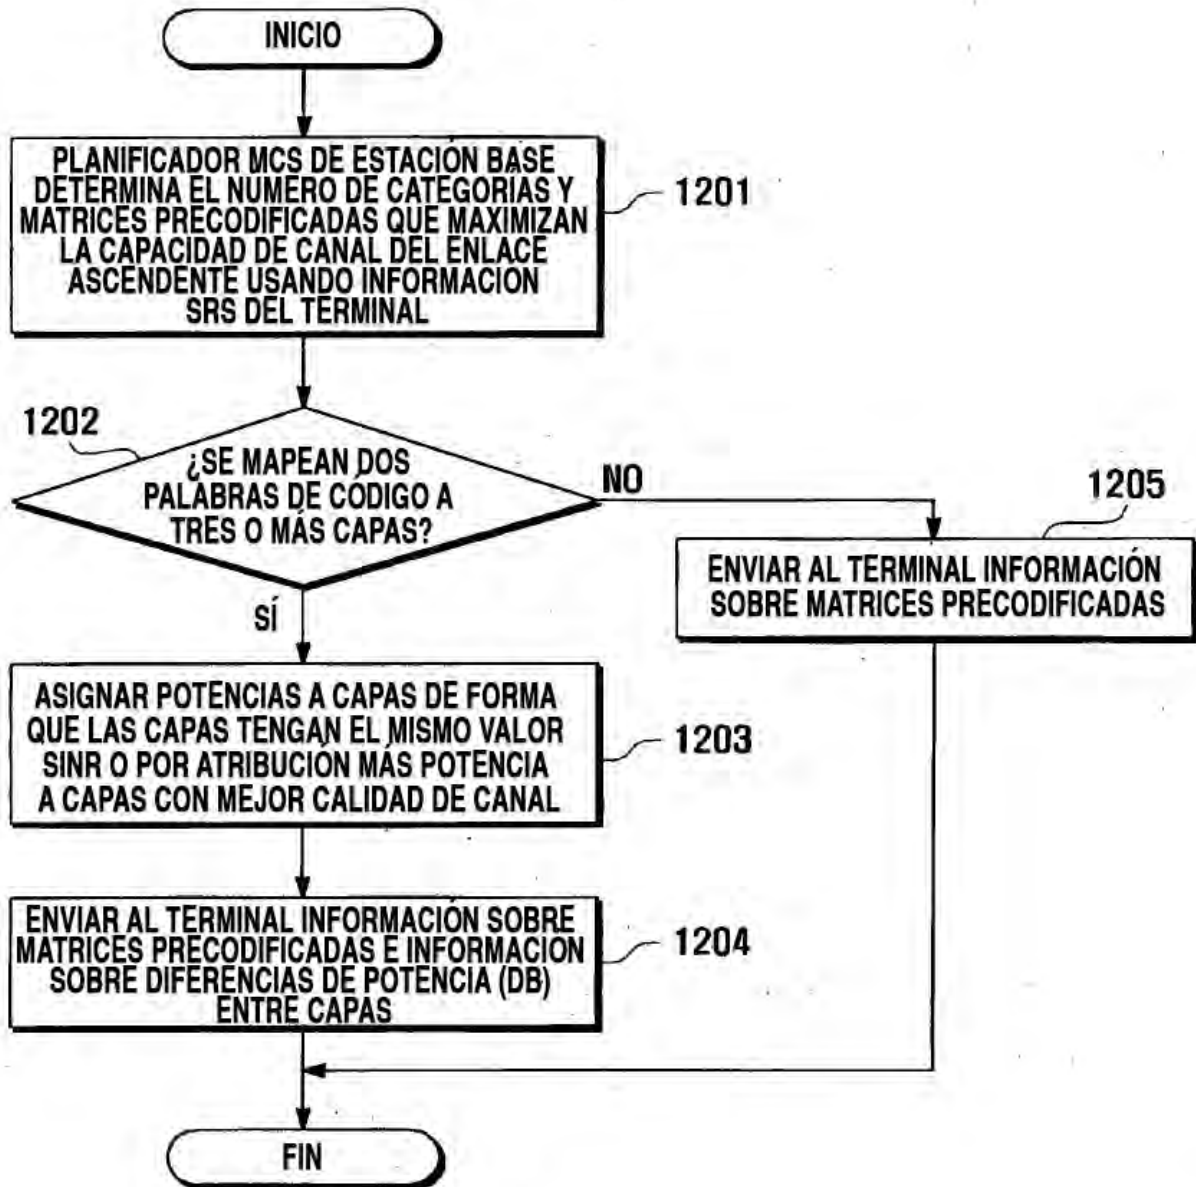 INICIO
PLANIFICADOR MCS DE ESTACIÓN BASE
DETERMINA EL NUMERO DE CATEGORÍAS Y
MATRICES PRECODIFICADAS QUE MAXIMIZAN
LA CAPACIDAD DE CANAL DEL ENLACE
ASCENDENTE USANDO INFORMACIÓN
SRS DEL TERMINAL
1201
1202
¿SE MAPEAN DOS
PALABRAS DE CÓDIGO A
TRES O MÁS CAPAS?
NO
SÍ
1205
ENVIAR AL TERMINAL INFORMACIÓN
SOBRE MATRICES PRECODIFICADAS
ASIGNAR POTENCIAS A CAPAS DE FORMA
QUE LAS CAPAS TENGAN EL MISMO VALOR
SINR O POR ATRIBUCIÓN MÁS POTENCIA
A CAPAS CON MEJOR CALIDAD DE CANAL
1203
ENVIAR AL TERMINAL INFORMACIÓN SOBRE
MATRICES PRECODIFICADAS E INFORMACIÓN
SOBRE DIFERENCIAS DE POTENCIA (DB)
ENTRE CAPAS
1204
FIN